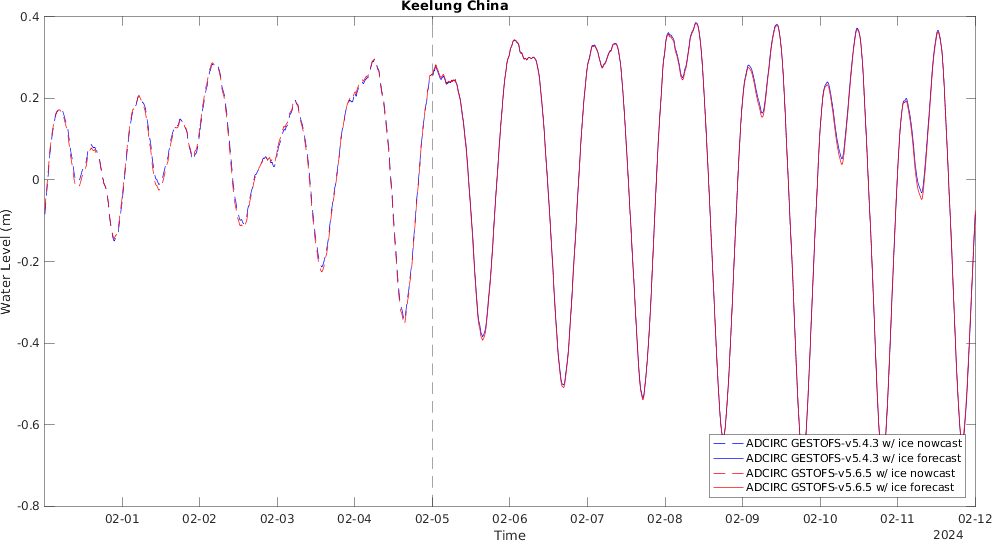 Keelung China
0.4
0.2
0
-0.2
-0.4
-0.6
-0.8
Water Level (m)
ADCIRC GESTOFS-v5.4.3 w/ ice nowcast
ADCIRC GESTOFS-v5.4.3 w/ ice forecast
ADCIRC GSTOFS-v5.6.5 w/ ice nowcast
ADCIRC GSTOFS-v5.6.5 w/ ice forecast
02-01 02-02 02-03 02-04 02-05 02-06 02-07 02-08 02-09 02-10 02-11 02-12
Time
2024